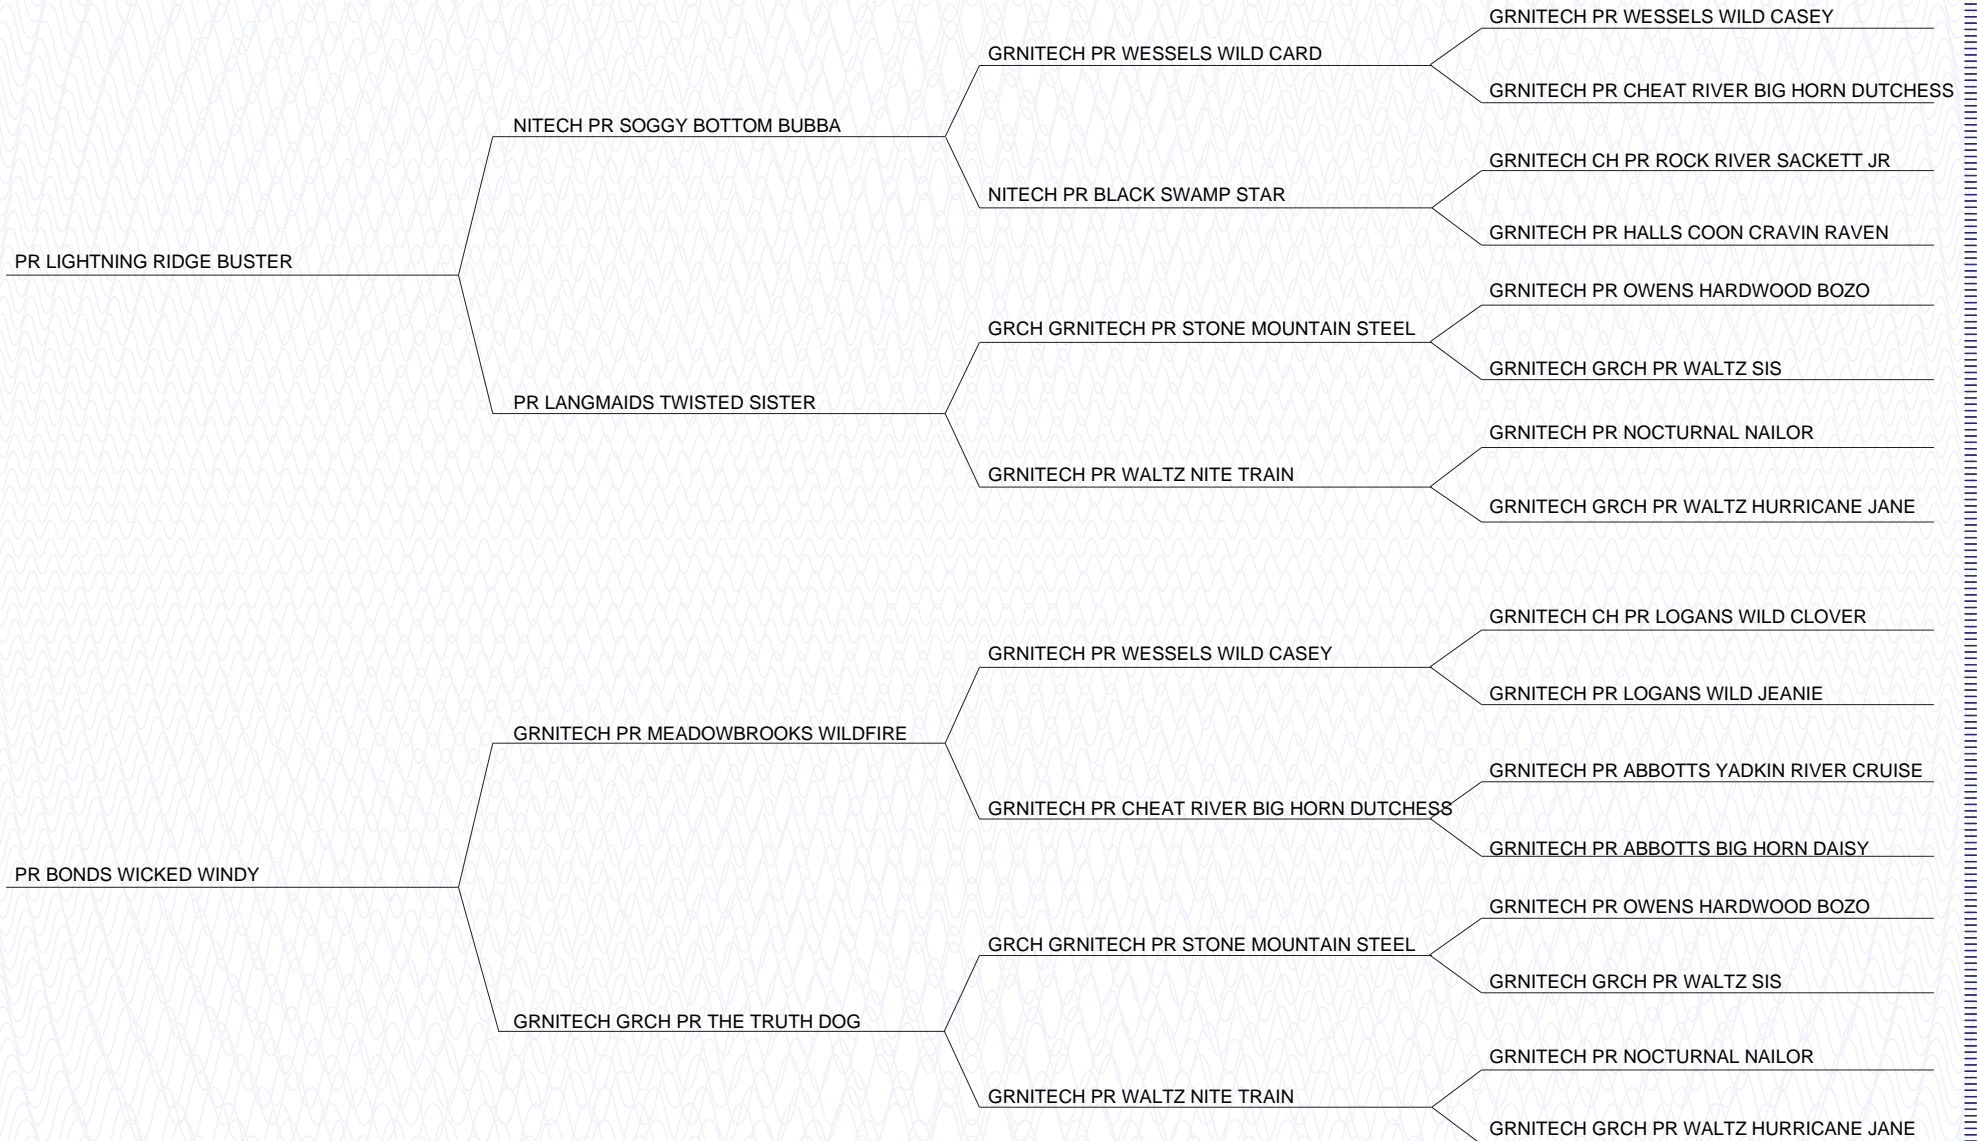 GRNITECH PR WESSELS WILD CASEY
GRNITECH PR WESSELS WILD CARD
GRNITECH PR CHEAT RIVER BIG HORN DUTCHESS
NITECH PR SOGGY BOTTOM BUBBA
GRNITECH CH PR ROCK RIVER SACKETT JR
NITECH PR BLACK SWAMP STAR
GRNITECH PR HALLS COON CRAVIN RAVEN
PR LIGHTNING RIDGE BUSTER
GRNITECH PR OWENS HARDWOOD BOZO
GRCH GRNITECH PR STONE MOUNTAIN STEEL
GRNITECH GRCH PR WALTZ SIS
PR LANGMAIDS TWISTED SISTER
GRNITECH PR NOCTURNAL NAILOR
GRNITECH PR WALTZ NITE TRAIN
GRNITECH GRCH PR WALTZ HURRICANE JANE
GRNITECH CH PR LOGANS WILD CLOVER
GRNITECH PR WESSELS WILD CASEY
GRNITECH PR LOGANS WILD JEANIE
GRNITECH PR MEADOWBROOKS WILDFIRE
GRNITECH PR ABBOTTS YADKIN RIVER CRUISE
GRNITECH PR CHEAT RIVER BIG HORN DUTCHESS
GRNITECH PR ABBOTTS BIG HORN DAISY
PR BONDS WICKED WINDY
GRNITECH PR OWENS HARDWOOD BOZO
GRCH GRNITECH PR STONE MOUNTAIN STEEL
GRNITECH GRCH PR WALTZ SIS
GRNITECH GRCH PR THE TRUTH DOG
GRNITECH PR NOCTURNAL NAILOR
GRNITECH PR WALTZ NITE TRAIN
GRNITECH GRCH PR WALTZ HURRICANE JANE